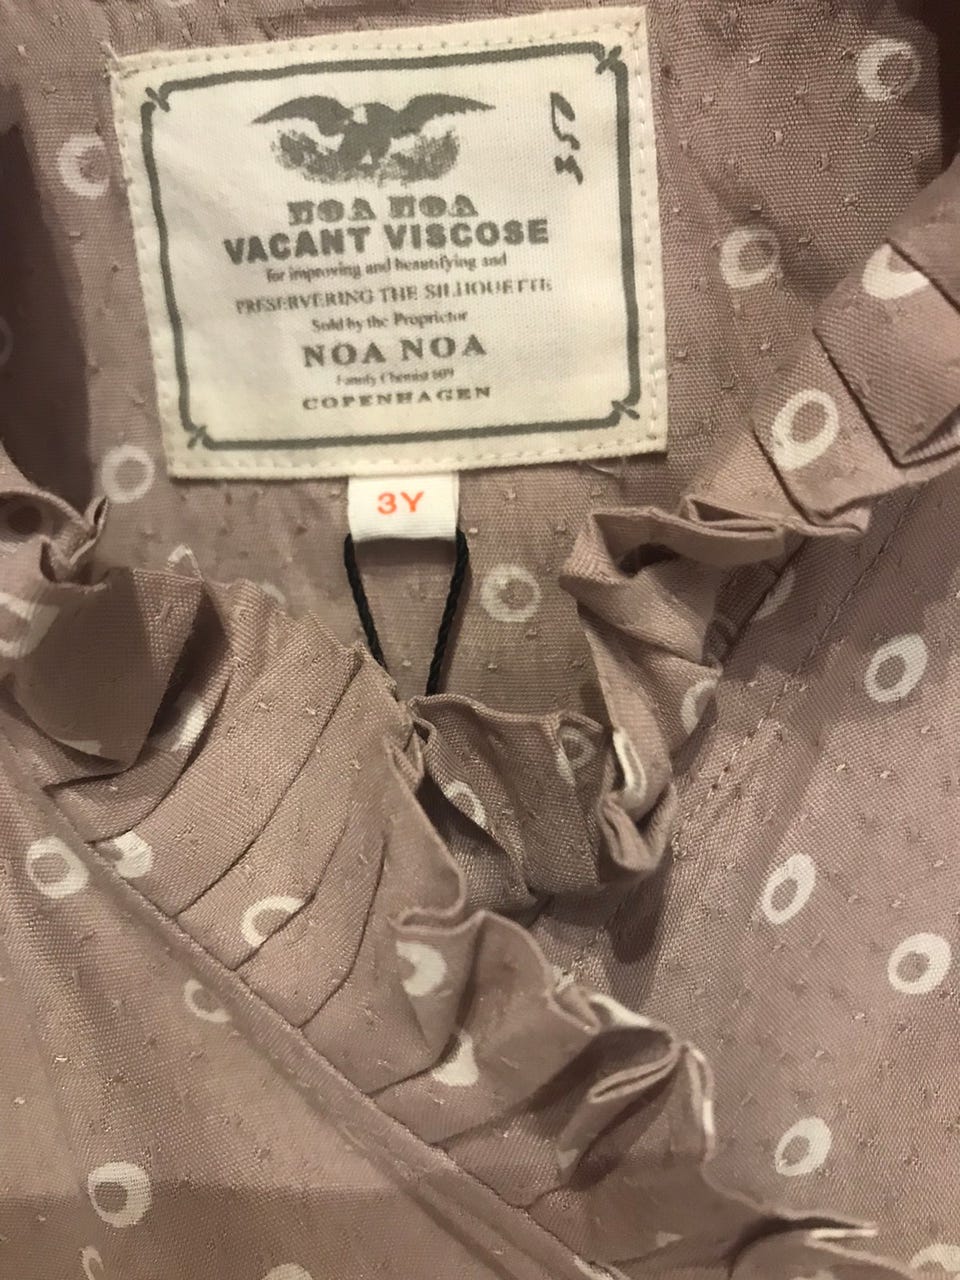 NOA NOA
VACANT VISCOSE
for improving and beautifying and
PRESERVERING THE SILHOUETTE
Sold by the Proprietor
NOA NOA
Family Chemist 609
COPENHAGEN
3Y